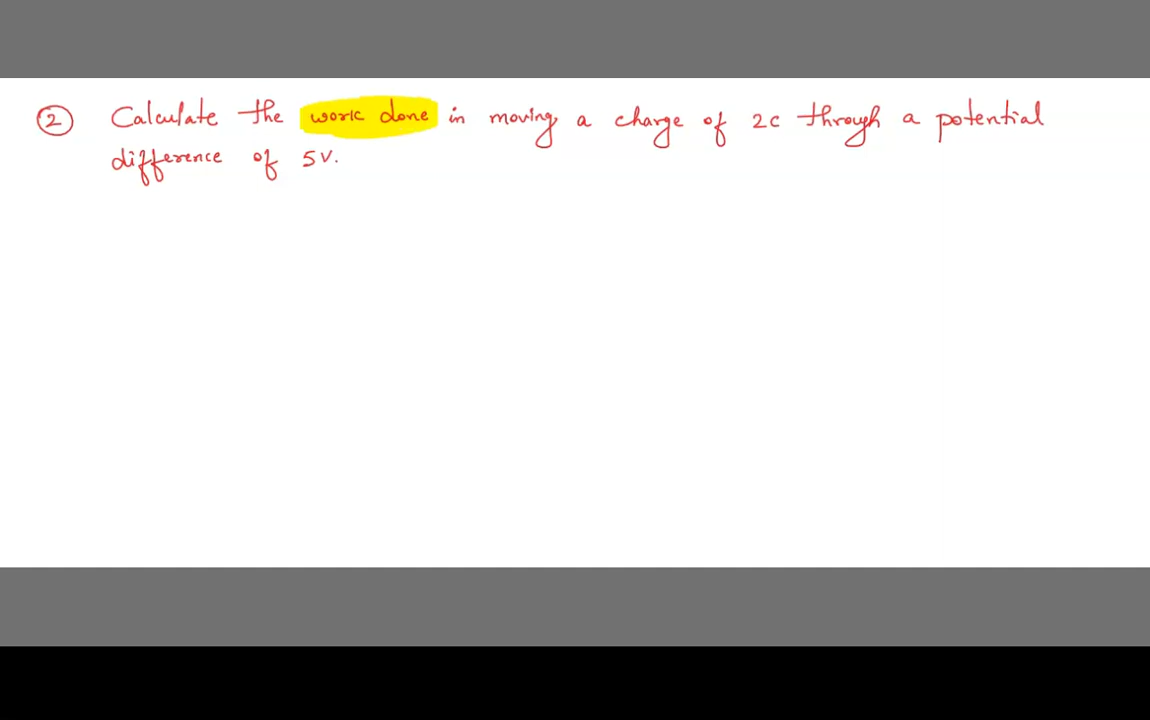 ② Calculate the work done in moving a charge of 2C through a potential
difference of 5V.